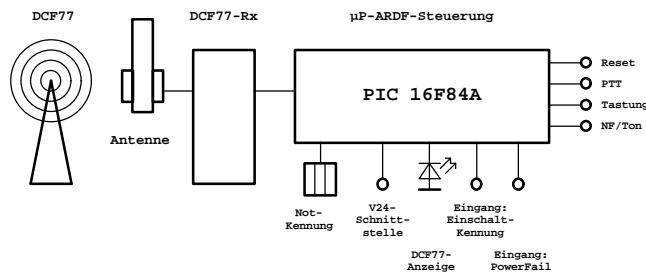 DCF77
DCF77-Rx
µP-ARDF-Steuerung
Reset
PTT
PIC 16F84A
Tastung
NF/Ton
Antenne
Not-
Kennung
V24-
Schnitt-
stelle
Eingang:
Einschalt-
Kennung
DCF77-
Anzeige
Eingang:
PowerFail